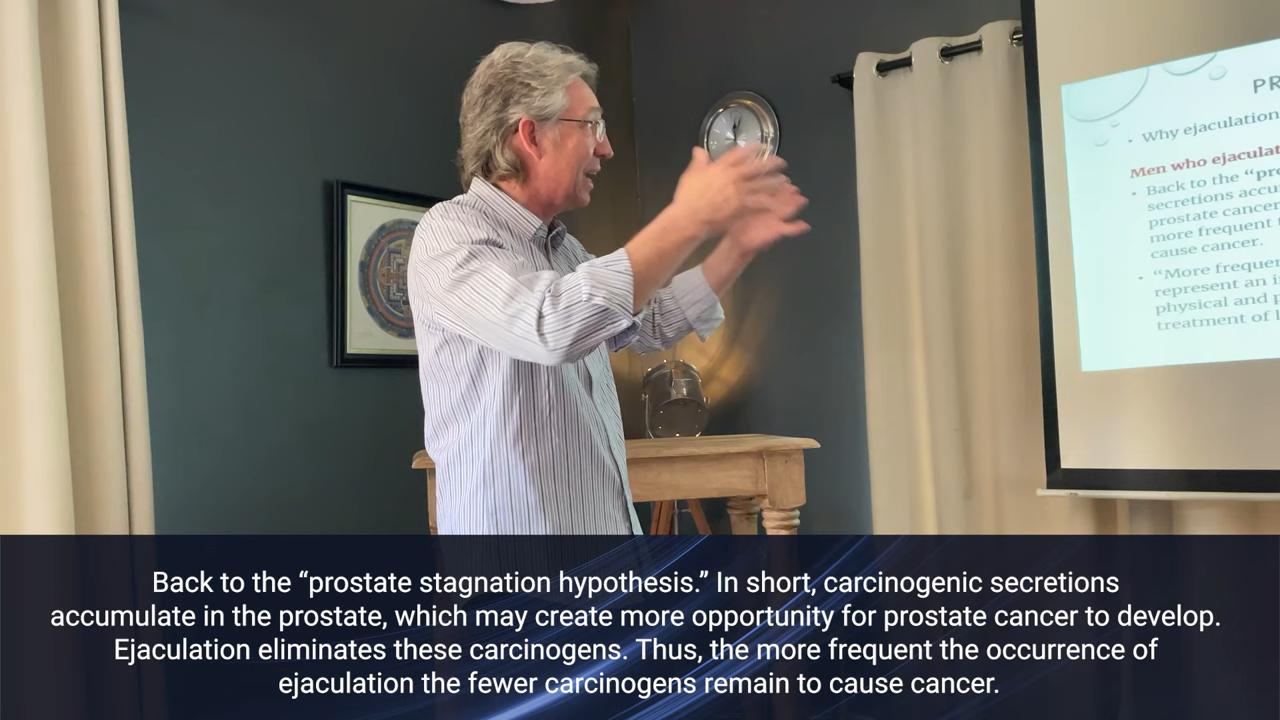 PR
• Why ejaculation
Men who ejaculat
• Back to the “pro
secretions accu
prostate cancer
more frequent
cause cancer.
• “More frequen
represent an i
physical and p
treatment of
Back to the “prostate stagnation hypothesis.” In short, carcinogenic secretions
accumulate in the prostate, which may create more opportunity for prostate cancer to develop.
Ejaculation eliminates these carcinogens. Thus, the more frequent the occurrence of
ejaculation the fewer carcinogens remain to cause cancer.